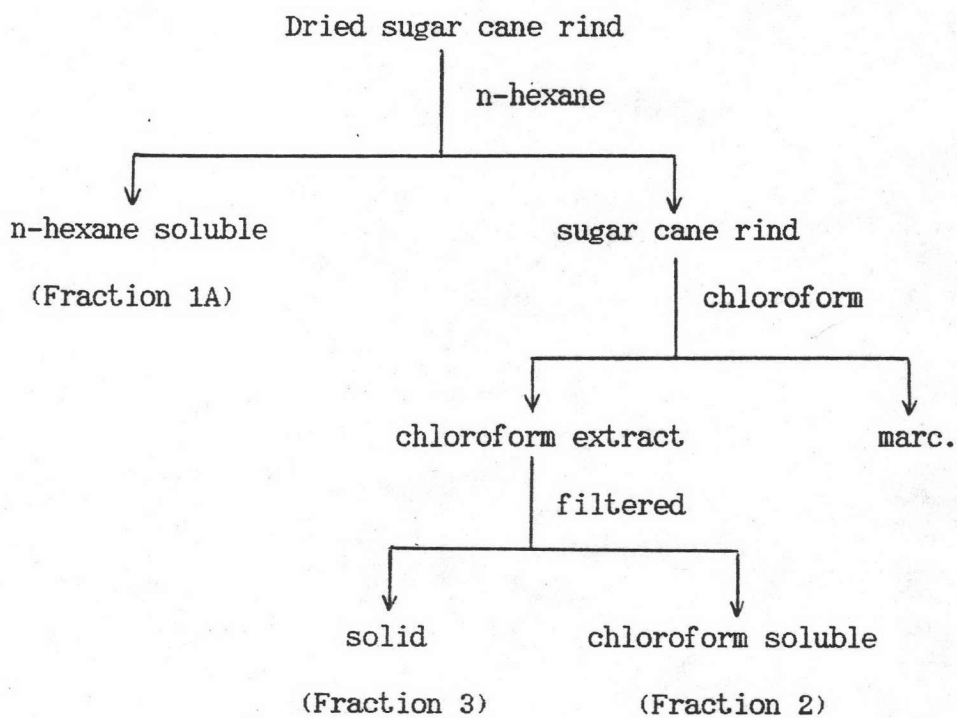 Dried sugar cane rind
n-hexane
n-hexane soluble
(Fraction 1A)
sugar cane rind
chloroform
chloroform extract
marc.
filtered
solid
(Fraction 3)
chloroform soluble
(Fraction 2)